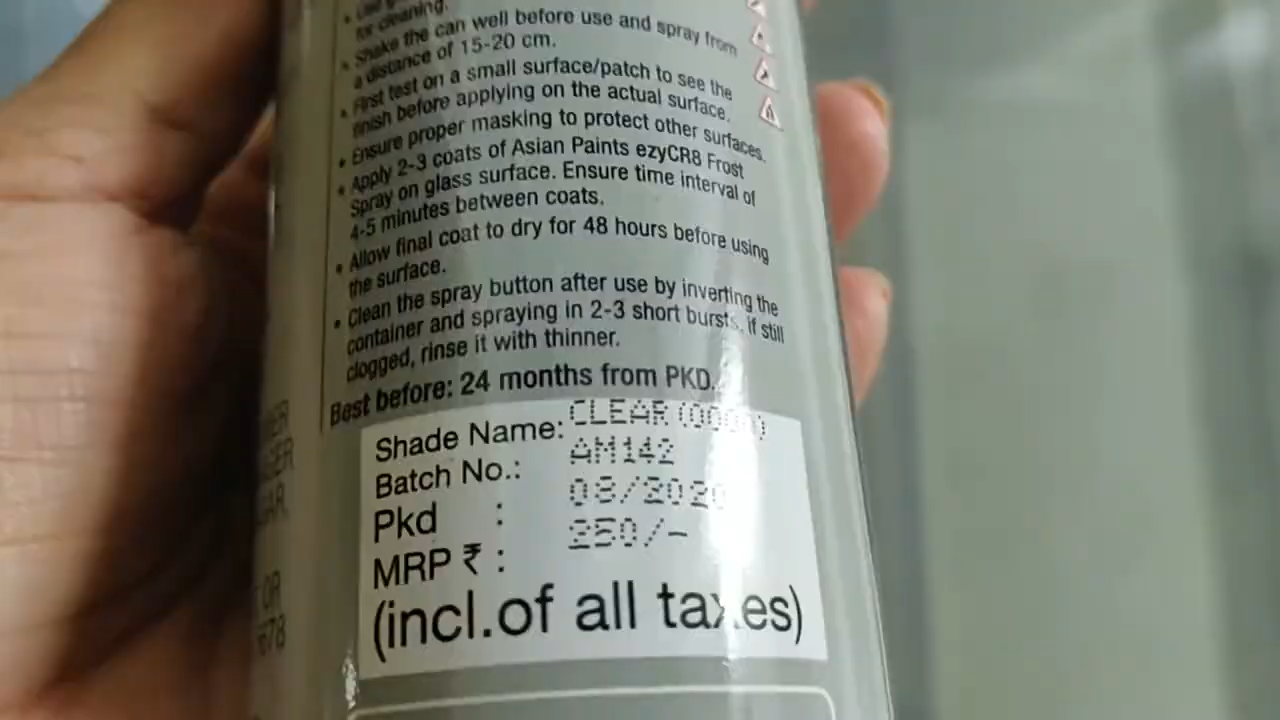 for cleaning.
• Shake the can well before use and spray from
a distance of 15-20 cm.
• First test on a small surface/patch to see the
finish before applying on the actual surface.
• Ensure proper masking to protect other surfaces.
• Apply 2-3 coats of Asian Paints ezyCR8 Frost
Spray on glass surface. Ensure time interval of
4-5 minutes between coats.
• Allow final coat to dry for 48 hours before using
the surface.
• Clean the spray button after use by inverting the
container and spraying in 2-3 short bursts, if still
clogged, rinse it with thinner.
Best before: 24 months from PKD.
Shade Name: CLEAR
Batch No.: AM142
Pkd : 08/2020
MRP ₹ : 250/-
(incl.of all taxes)